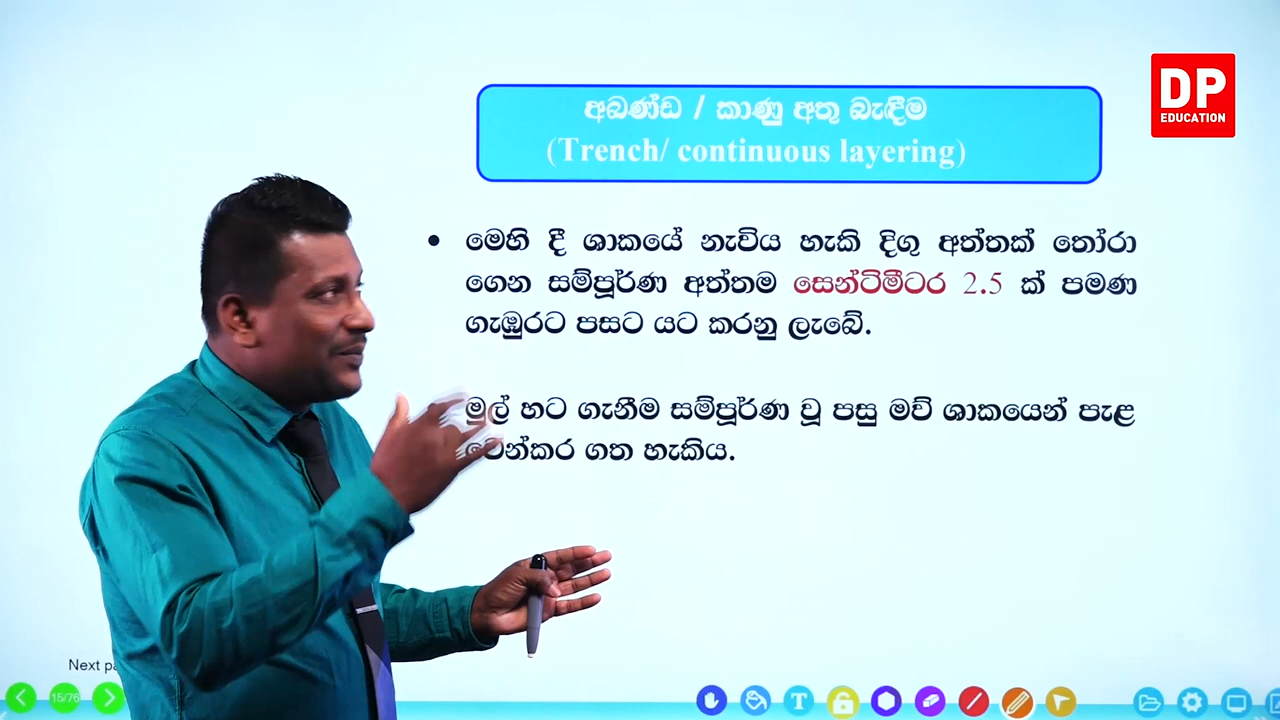 DP
EDUCATION
අඛණ්ඩ / කාණු අතු බැඳීම
(Trench/ continuous layering)
• මෙහි දී ශාකයේ නැවිය හැකි දිගු අත්තක් තෝරා
ගෙන සම්පූර්ණ අත්තම සෙන්ටිමීටර 2.5 ක් පමණ
ගැඹුරට පසට යට කරනු ලැබේ.
මුල් හට ගැනීම සම්පූර්ණ වූ පසු මව් ශාකයෙන් පැළ
වෙන්කර ගත හැකිය.
Next
15/76